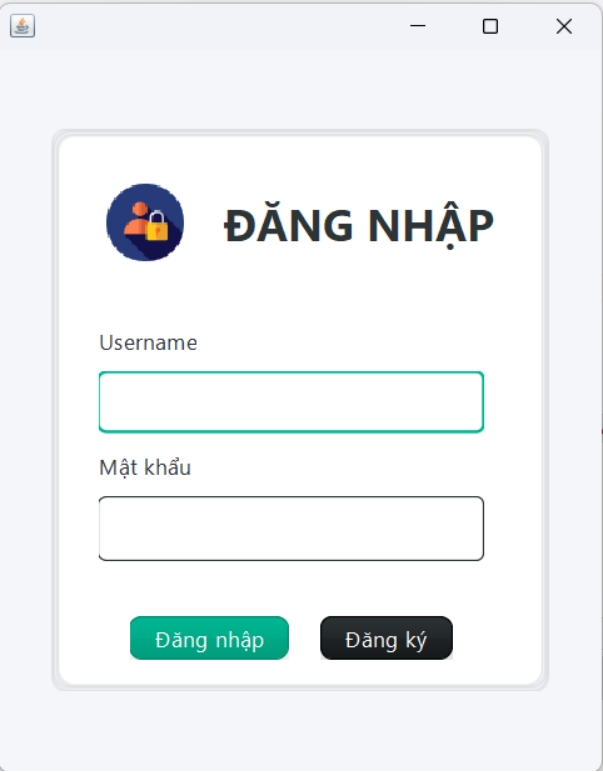 ĐĂNG NHẬP
Username
Mật khẩu
Đăng nhập
Đăng ký